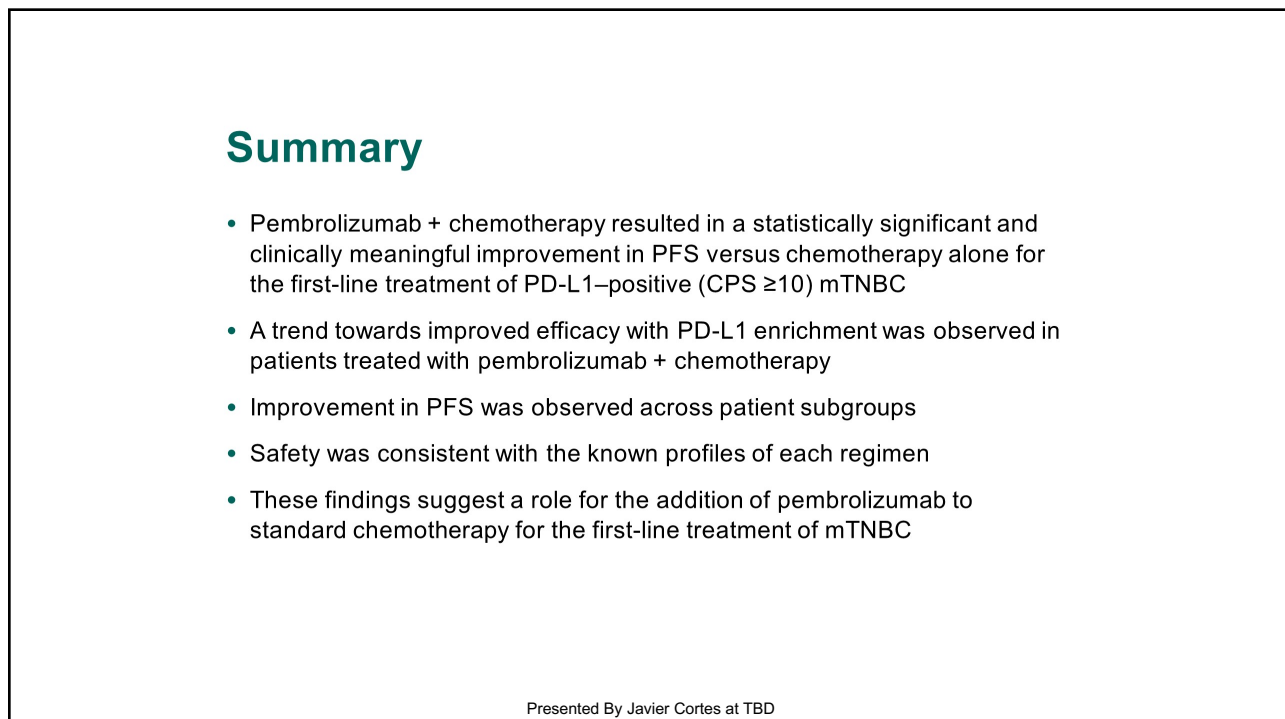 Summary
• Pembrolizumab + chemotherapy resulted in a statistically significant and
clinically meaningful improvement in PFS versus chemotherapy alone for
the first-line treatment of PD-L1–positive (CPS ≥10) mTNBC
• A trend towards improved efficacy with PD-L1 enrichment was observed in
patients treated with pembrolizumab + chemotherapy
• Improvement in PFS was observed across patient subgroups
• Safety was consistent with the known profiles of each regimen
• These findings suggest a role for the addition of pembrolizumab to
standard chemotherapy for the first-line treatment of mTNBC
Presented By Javier Cortes at TBD